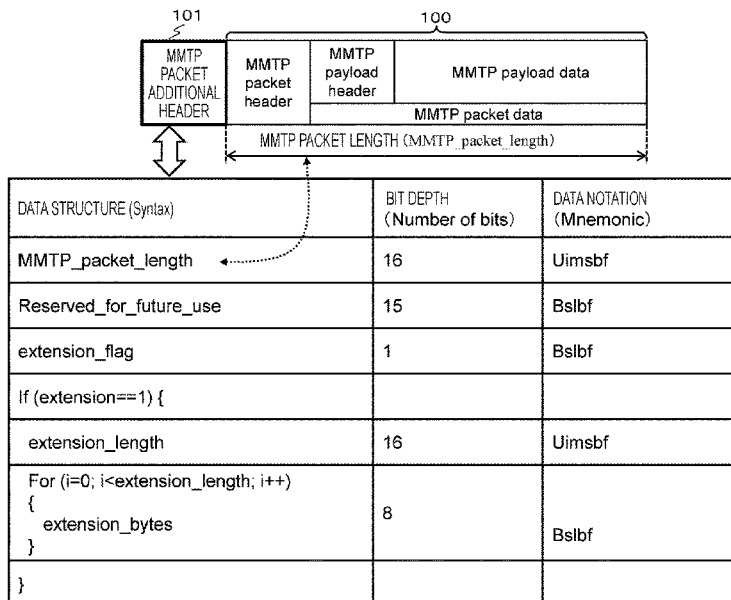 101
100
MMTP
PACKET
ADDITIONAL
HEADER
MMTP
packet
header
MMTP
payload
header
MMTP payload data
MMTP packet data
MMTP PACKET LENGTH (MMTP_packet_length)
DATA STRUCTURE (Syntax)
BIT DEPTH
(Number of bits)
DATA NOTATION
(Mnemonic)
MMTP_packet_length 16 Uimsbf
Reserved_for_future_use 15 Bslbf
extension_flag 1 Bslbf
If (extension==1) {
extension_length 16 Uimsbf
For (i=0; i<extension_length; i++)
{
extension_bytes 8 Bslbf
}
}